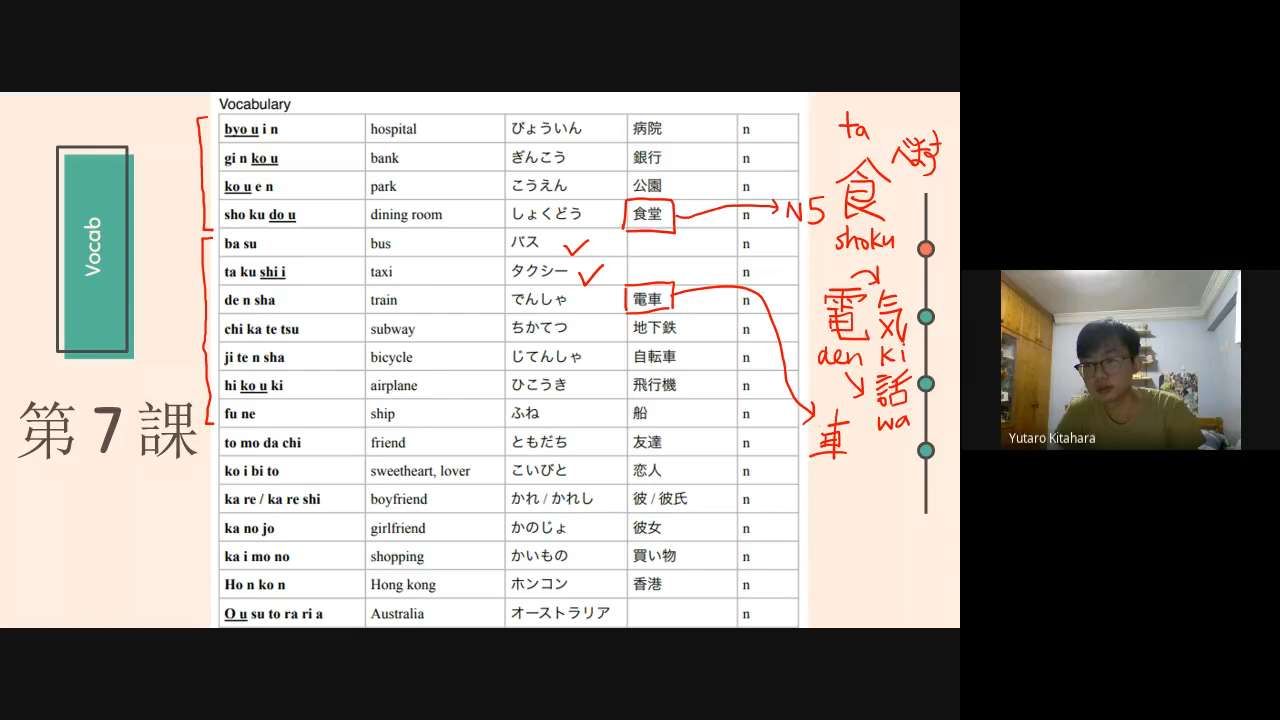 Vocab
第 7 課
Vocabulary
byo u i n hospital びょういん 病院 n
gi n ko u bank ぎんこう 銀行 n
ko u e n park こうえん 公園 n
sho ku do u dining room しょくどう 食堂 n
ba su bus バス n
ta ku shi i taxi タクシー n
de n sha train でんしゃ 電車 n
chi ka te tsu subway ちかてつ 地下鉄 n
ji te n sha bicycle じてんしゃ 自転車 n
hi ko u ki airplane ひこうき 飛行機 n
fu ne ship ふね 船 n
to mo da chi friend ともだち 友達 n
ko i bi to sweetheart, lover こいびと 恋人 n
ka re / ka re shi boyfriend かれ / かれし 彼 / 彼氏 n
ka no jo girlfriend かのじょ 彼女 n
ka i mo no shopping かいもの 買い物 n
Ho n ko n Hong kong ホンコン 香港 n
O u su to ra ri a Australia オーストラリア n
ta
食べます
N5
shoku
電気
den ki
話
wa
車
Yutaro Kitahara